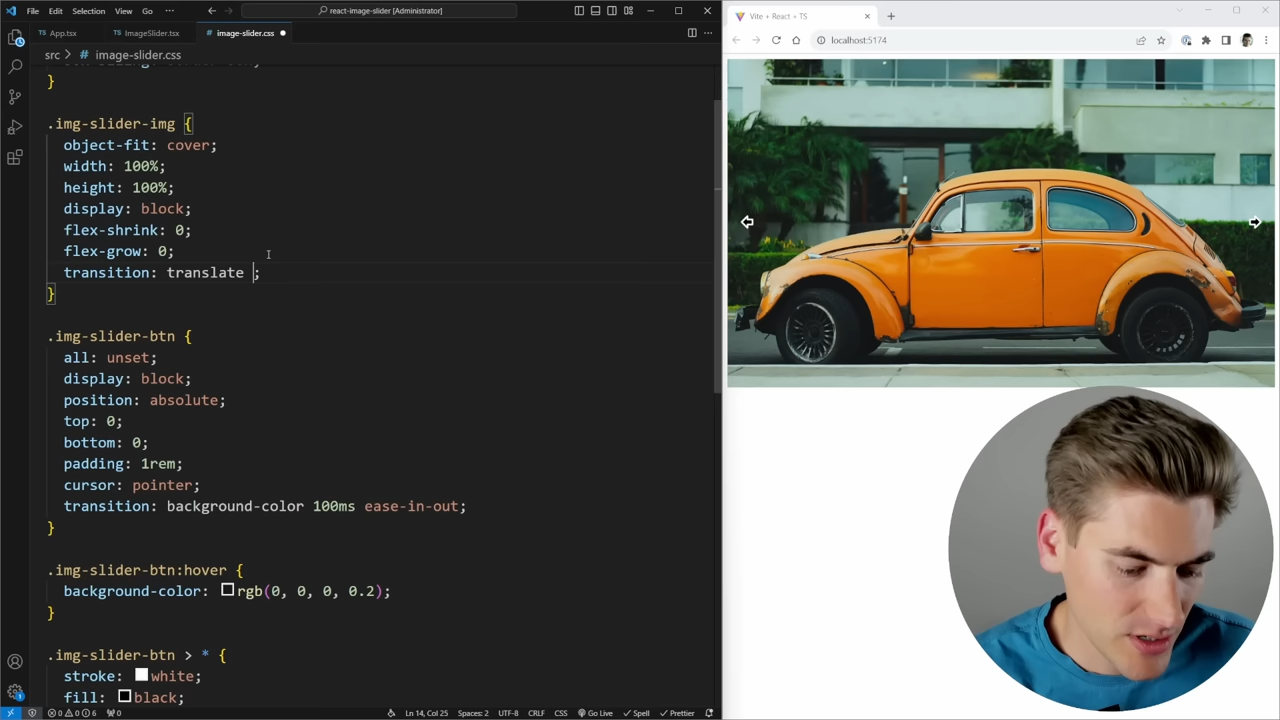 File Edit Selection View Go ··· react-image-slider [Administrator]
App.tsx ImageSlider.tsx image-slider.css
src > # image-slider.css
}
.img-slider-img {
object-fit: cover;
width: 100%;
height: 100%;
display: block;
flex-shrink: 0;
flex-grow: 0;
transition: translate ;
}
.img-slider-btn {
all: unset;
display: block;
position: absolute;
top: 0;
bottom: 0;
padding: 1rem;
cursor: pointer;
transition: background-color 100ms ease-in-out;
}
.img-slider-btn:hover {
background-color: rgb(0, 0, 0, 0.2);
}
.img-slider-btn > * {
stroke: white;
fill: black;
0 0 6 0 Ln 14, Col 25 Spaces: 2 UTF-8 CRLF CSS Go Live Spell Prettier
Vite + React + TS
localhost:5174